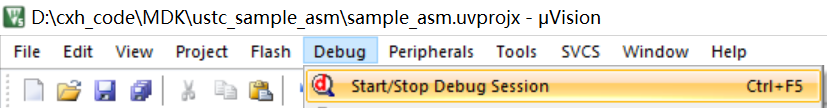 D:\cxh_code\MDK\ustc_sample_asm\sample_asm.uvprojx - µVision
File Edit View Project Flash Debug Peripherals Tools SVCS Window Help
Start/Stop Debug Session Ctrl+F5